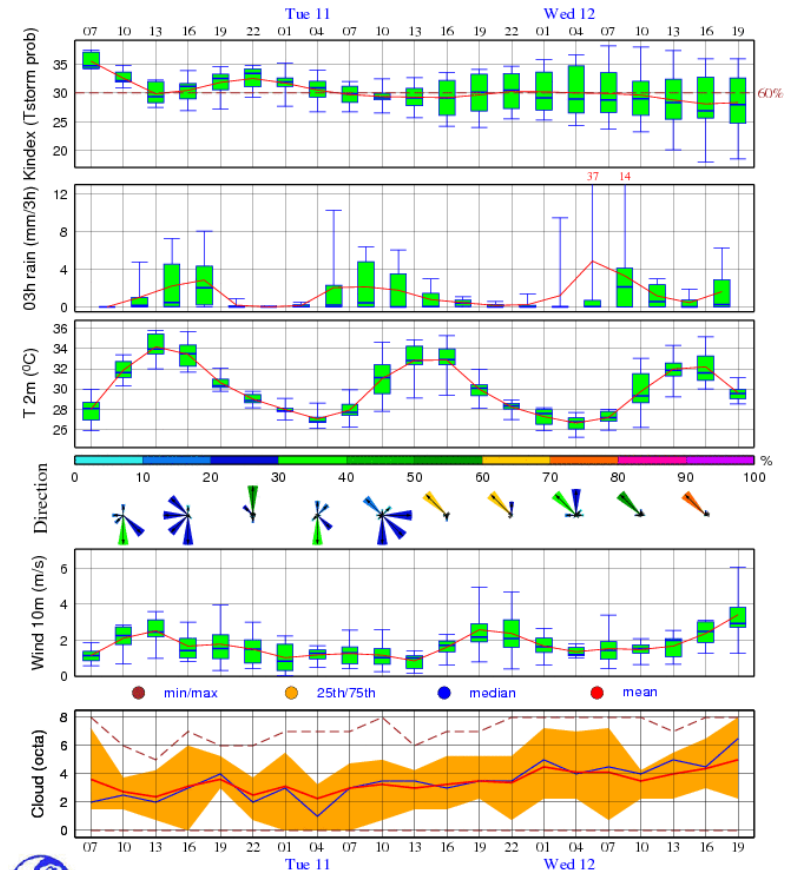 Tue 11 Wed 12
07 10 13 16 19 22 01 04 07 10 13 16 19 22 01 04 07 10 13 16 19
Kindex (Tstorm prob)
35
30
25
20
60%
03h rain (mm/3h)
12
8
4
0
37 14
T 2m (⁰C)
36
34
32
30
28
26
0 10 20 30 40 50 60 70 80 90 100 %
Direction
Wind 10m (m/s)
6
4
2
0
min/max 25th/75th median mean
Cloud (octa)
8
6
4
2
0
07 10 13 16 19 22 01 04 07 10 13 16 19 22 01 04 07 10 13 16 19
Tue 11 Wed 12